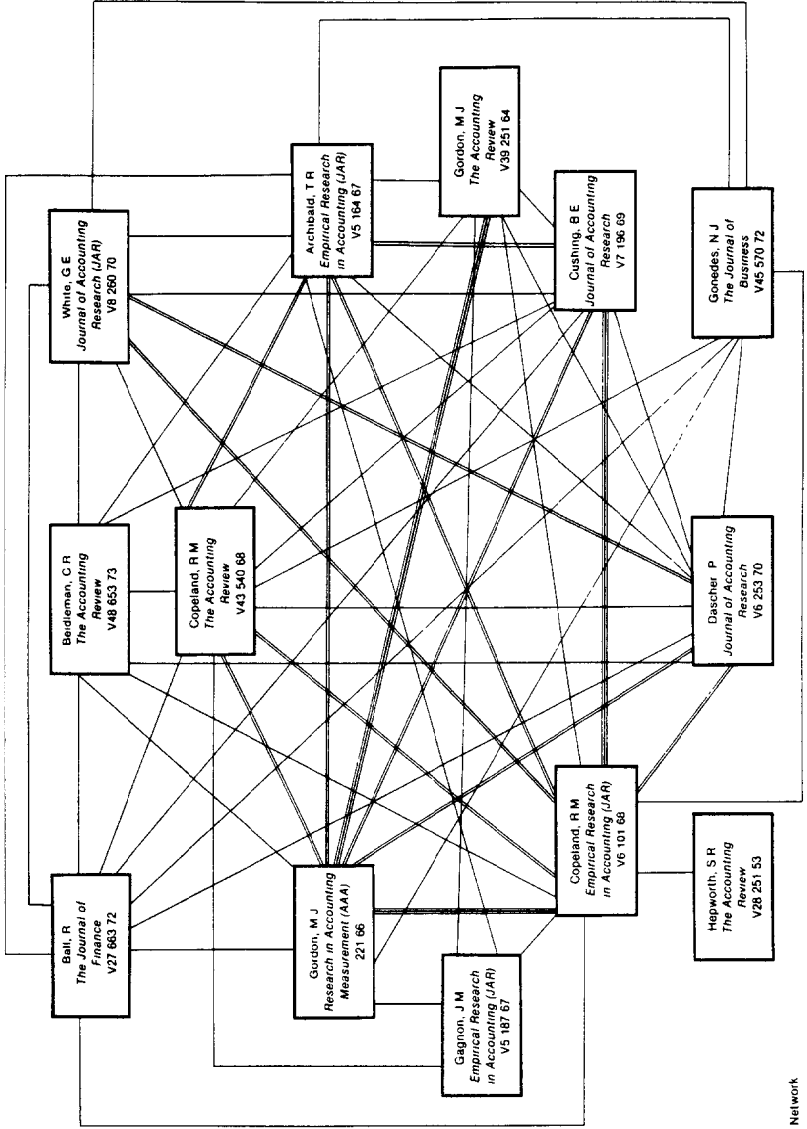 Ball, R
The Journal of
Finance
V27 663 72
Beidleman, C R
The Accounting
Review
V48 653 73
White, G E
Journal of Accounting
Research (JAR)
V8 260 70
Copeland, R M
The Accounting
Review
V43 540 68
Gordon, M J
Research in Accounting
Measurement (AAA)
221 66
Archibald, T R
Empirical Research
in Accounting (JAR)
V5 164 67
Gagnon, J M
Empirical Research
in Accounting (JAR)
V5 187 67
Gordon, M J
The Accounting
Review
V39 251 64
Copeland, R M
Empirical Research
in Accounting (JAR)
V6 101 68
Cushing, B E
Journal of Accounting
Research
V7 196 69
Hepworth, S R
The Accounting
Review
V28 251 53
Dascher, P
Journal of Accounting
Research
V6 253 70
Gonedes, N J
The Journal of
Business
V45 570 72
Network